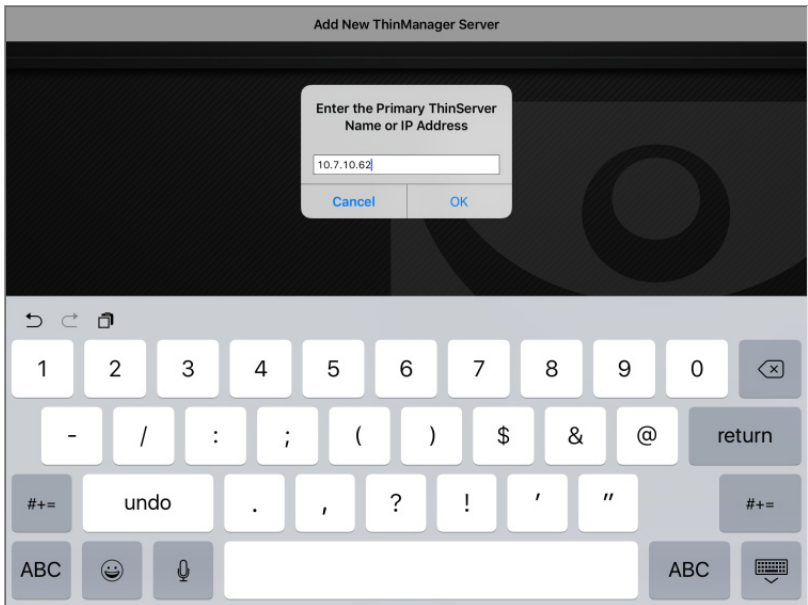 Add New ThinManager Server
Enter the Primary ThinServer
Name or IP Address
10.7.10.62
Cancel OK
1 2 3 4 5 6 7 8 9 0
- / : ; ( ) $ & @ return
#+= undo . , ? ! ' " #+=
ABC ABC